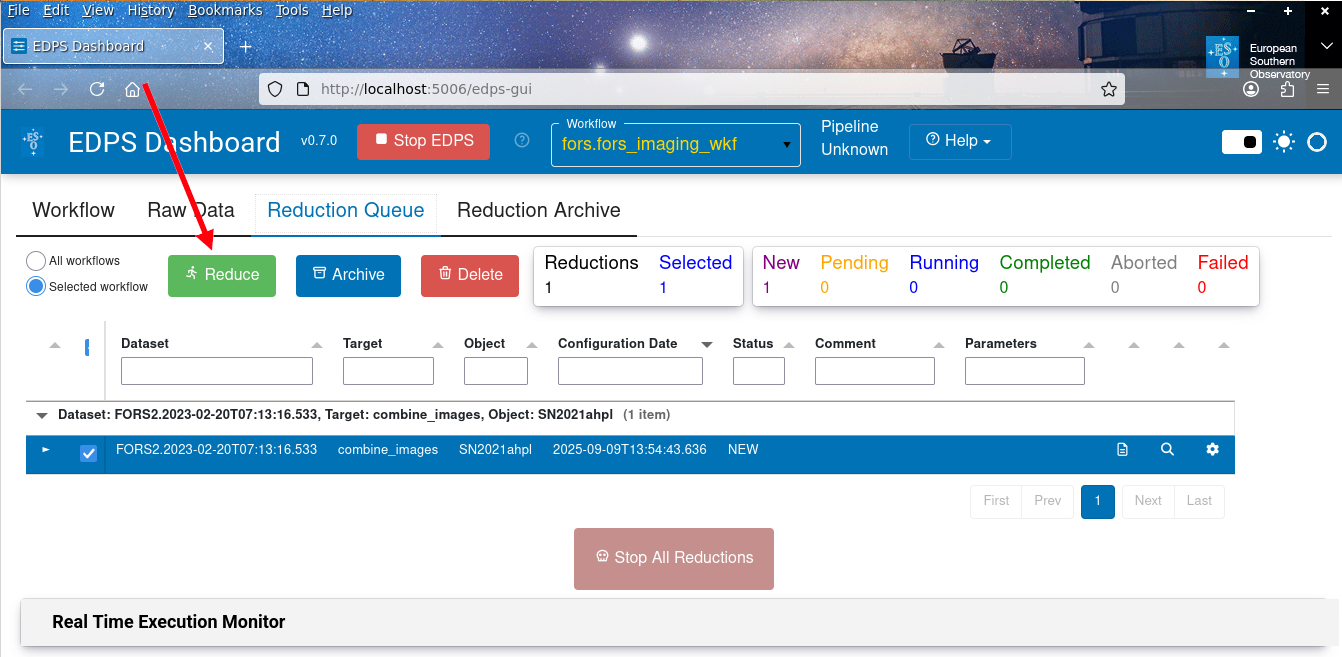 File Edit View History Bookmarks Tools Help
EDPS Dashboard
ES
O
European
Southern
Observatory
http://localhost:5006/edps-gui
ES
O
EDPS Dashboard v0.7.0 Stop EDPS
Workflow
fors.fors_imaging_wkf
Pipeline
Unknown
Help
Workflow Raw Data Reduction Queue Reduction Archive
All workflows
Selected workflow
Reduce Archive Delete
Reductions Selected
1 1
New Pending Running Completed Aborted Failed
1 0 0 0 0 0
Dataset Target Object Configuration Date Status Comment Parameters
Dataset: FORS2.2023-02-20T07:13:16.533, Target: combine_images, Object: SN2021ahpl (1 item)
FORS2.2023-02-20T07:13:16.533 combine_images SN2021ahpl 2025-09-09T13:54:43.636 NEW
First Prev 1 Next Last
Stop All Reductions
Real Time Execution Monitor